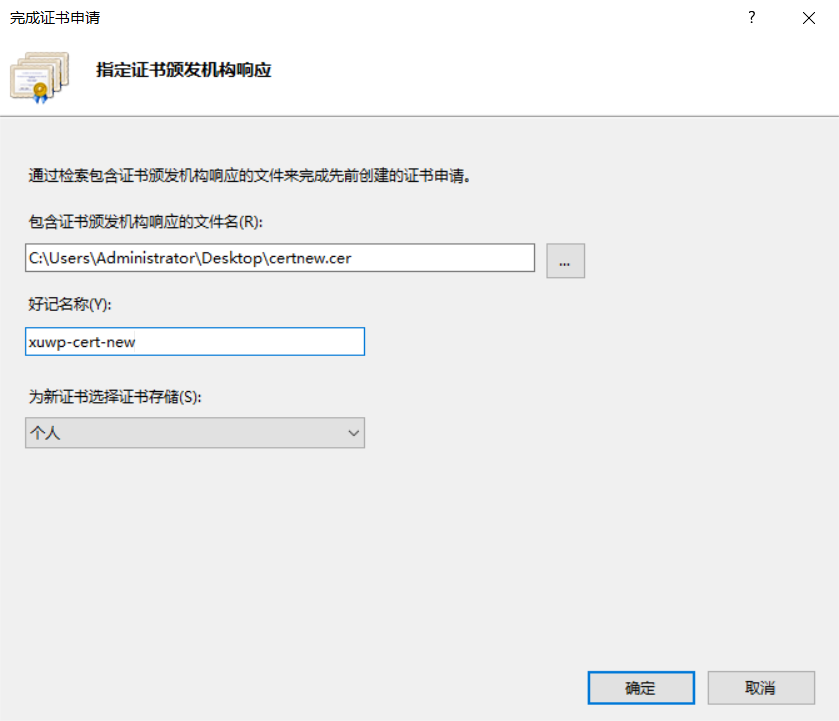 完成证书申请
?
指定证书颁发机构响应
通过检索包含证书颁发机构响应的文件来完成先前创建的证书申请。
包含证书颁发机构响应的文件名(R):
C:\Users\Administrator\Desktop\certnew.cer
...
好记名称(Y):
xuwp-cert-new
为新证书选择证书存储(S):
个人
确定
取消